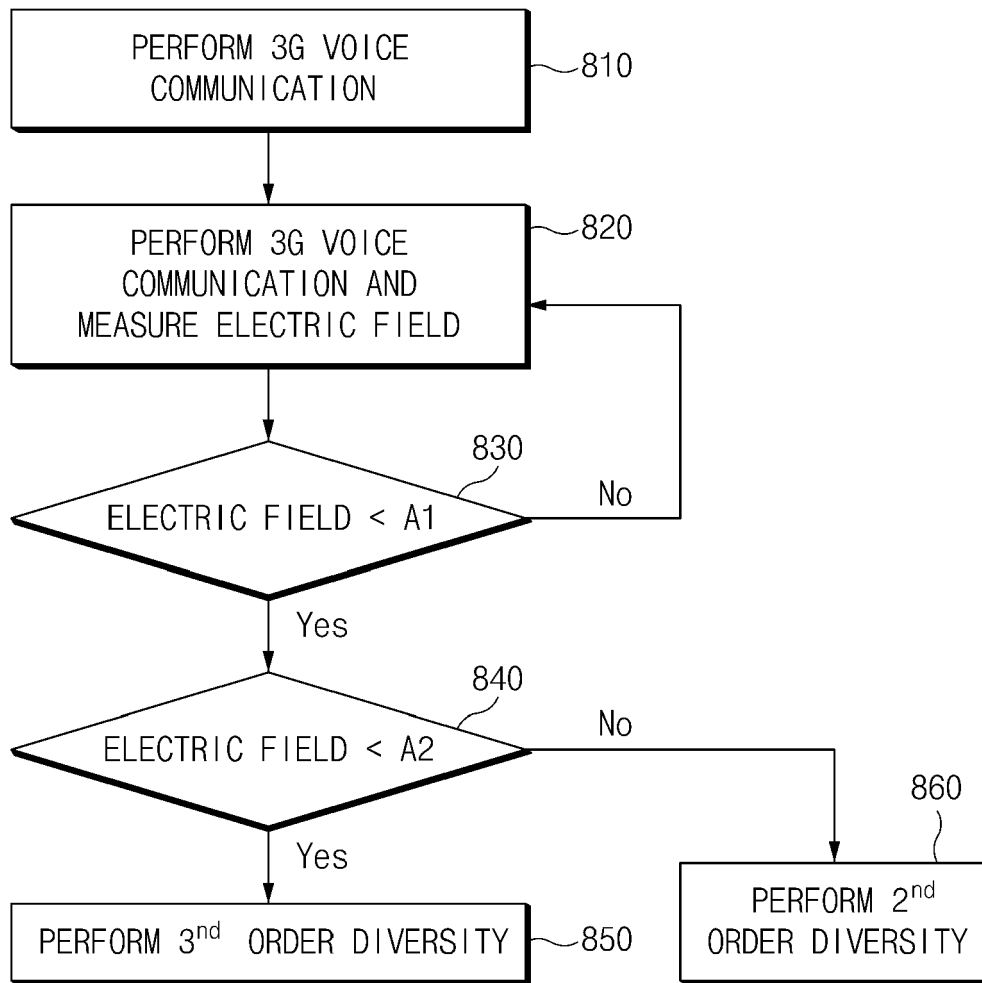 PERFORM 3G VOICE
COMMUNICATION
810
PERFORM 3G VOICE
COMMUNICATION AND
MEASURE ELECTRIC FIELD
820
ELECTRIC FIELD < A1
830
No
Yes
ELECTRIC FIELD < A2
840
No
Yes
PERFORM 3nd ORDER DIVERSITY
850
860
PERFORM 2nd
ORDER DIVERSITY